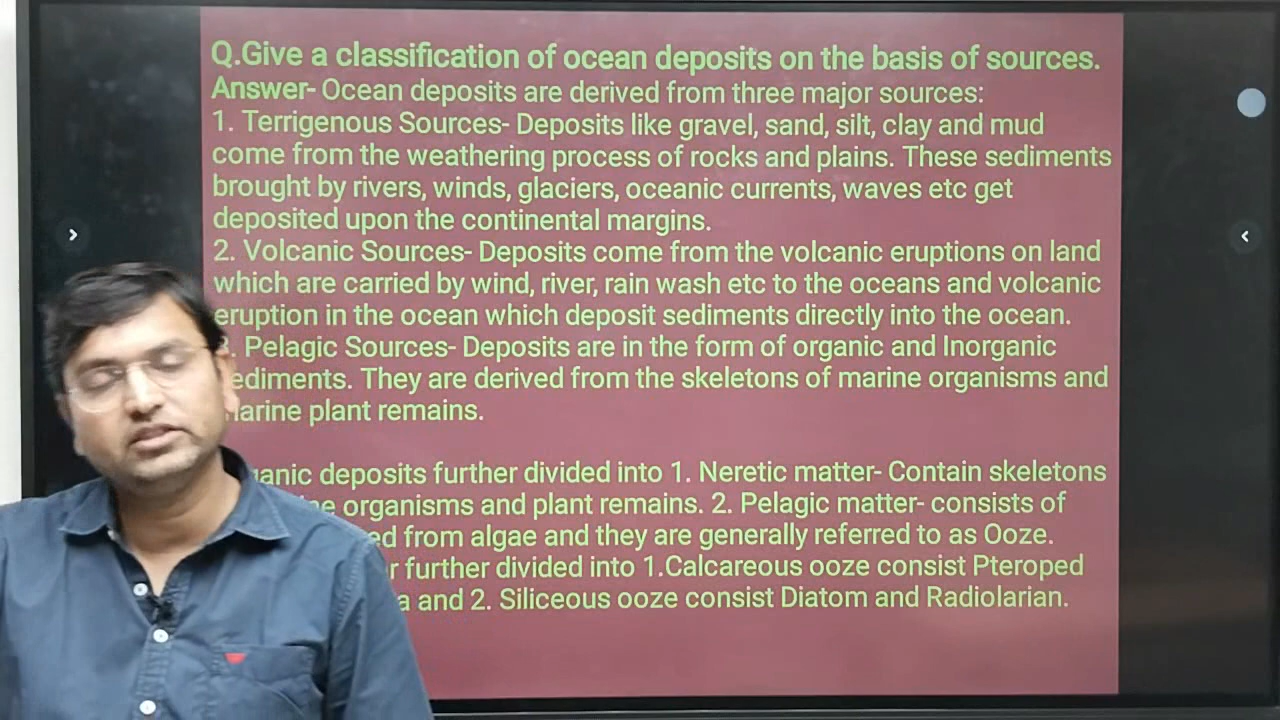 Q.Give a classification of ocean deposits on the basis of sources.
Answer- Ocean deposits are derived from three major sources:
1. Terrigenous Sources- Deposits like gravel, sand, silt, clay and mud
come from the weathering process of rocks and plains. These sediments
brought by rivers, winds, glaciers, oceanic currents, waves etc get
deposited upon the continental margins.
2. Volcanic Sources- Deposits come from the volcanic eruptions on land
which are carried by wind, river, rain wash etc to the oceans and volcanic
eruption in the ocean which deposit sediments directly into the ocean.
Pelagic Sources- Deposits are in the form of organic and Inorganic
ediments. They are derived from the skeletons of marine organisms and
arine plant remains.
ganic deposits further divided into 1. Neretic matter- Contain skeletons
organisms and plant remains. 2. Pelagic matter- consists of
ed from algae and they are generally referred to as Ooze.
r further divided into 1.Calcareous ooze consist Pteroped
a and 2. Siliceous ooze consist Diatom and Radiolarian.